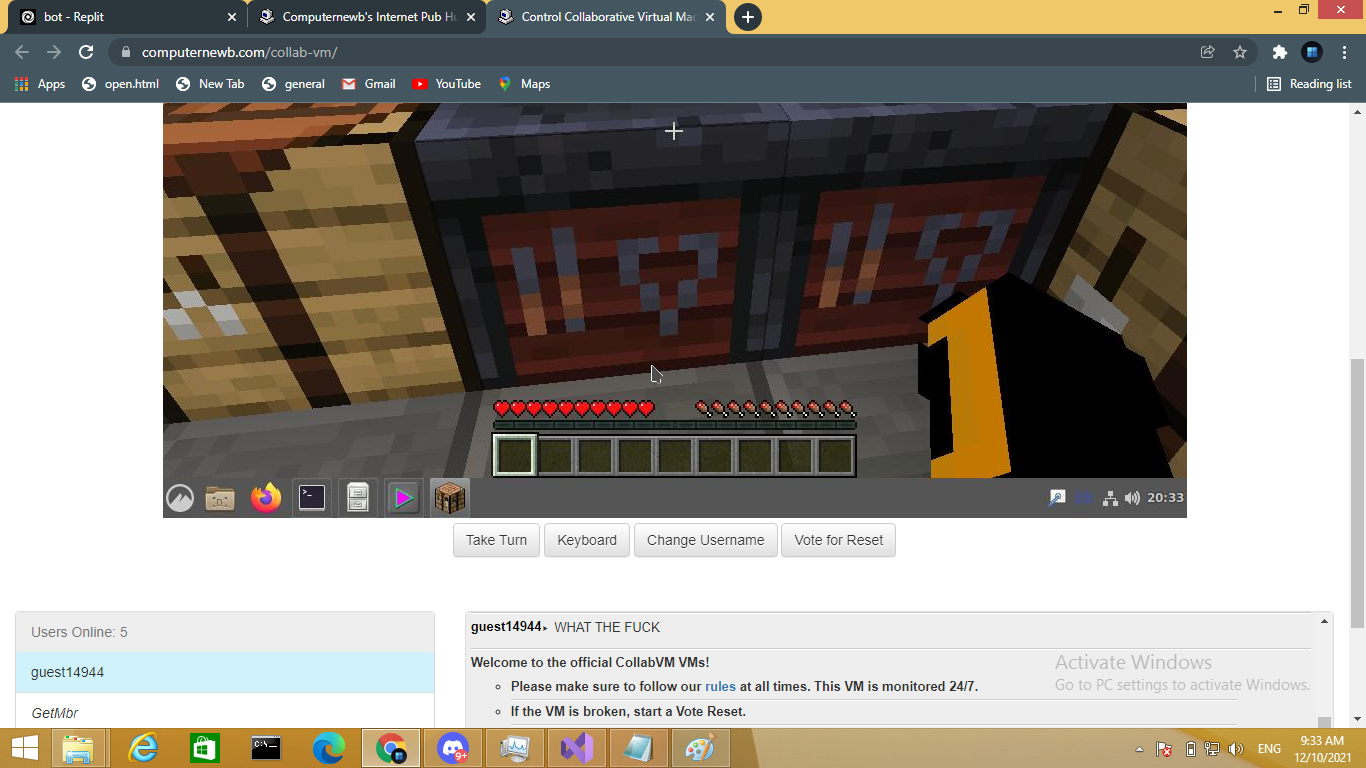 bot - Replit
Computernewb's Internet Pub Hu
Control Collaborative Virtual Mac
computernewb.com/collab-vm/
Apps
open.html
New Tab
general
Gmail
YouTube
Maps
Reading list
20:33
Take Turn
Keyboard
Change Username
Vote for Reset
Users Online: 5
guest14944
GetMbr
guest14944▸ WHAT THE FUCK
Welcome to the official CollabVM VMs!
Please make sure to follow our rules at all times. This VM is monitored 24/7.
If the VM is broken, start a Vote Reset.
Activate Windows
Go to PC settings to activate Windows.
9+
ENG
9:33 AM
12/10/2021